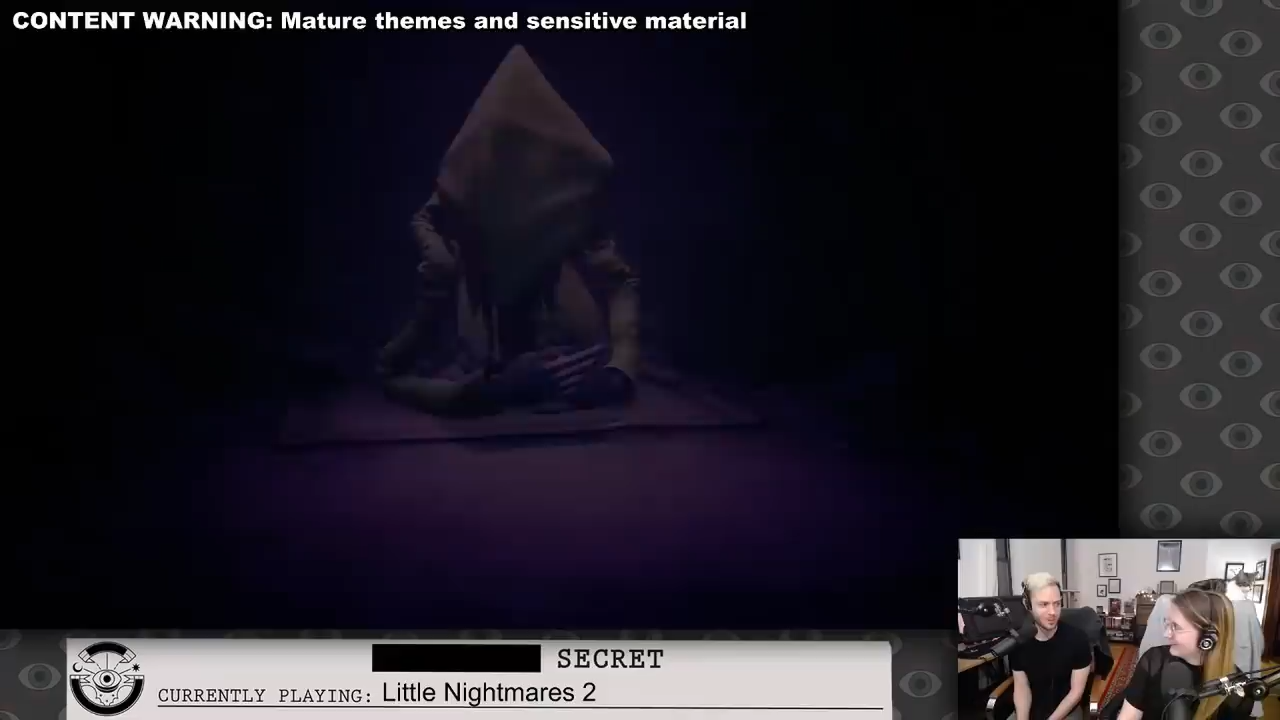 CONTENT WARNING: Mature themes and sensitive material
SECRET
CURRENTLY PLAYING: Little Nightmares 2